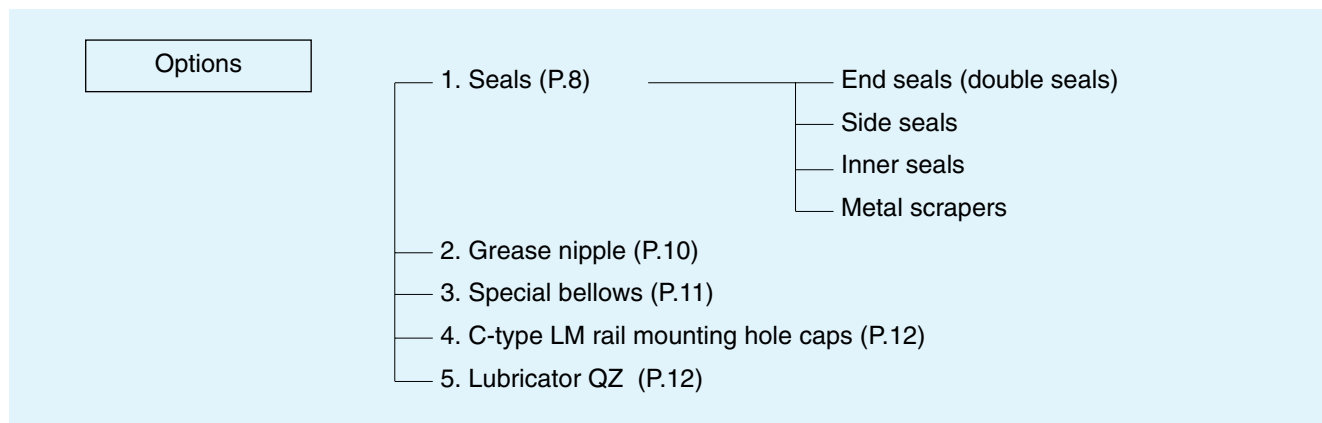 Options
1. Seals (P.8)
End seals (double seals)
Side seals
Inner seals
Metal scrapers
2. Grease nipple (P.10)
3. Special bellows (P.11)
4. C-type LM rail mounting hole caps (P.12)
5. Lubricator QZ (P.12)